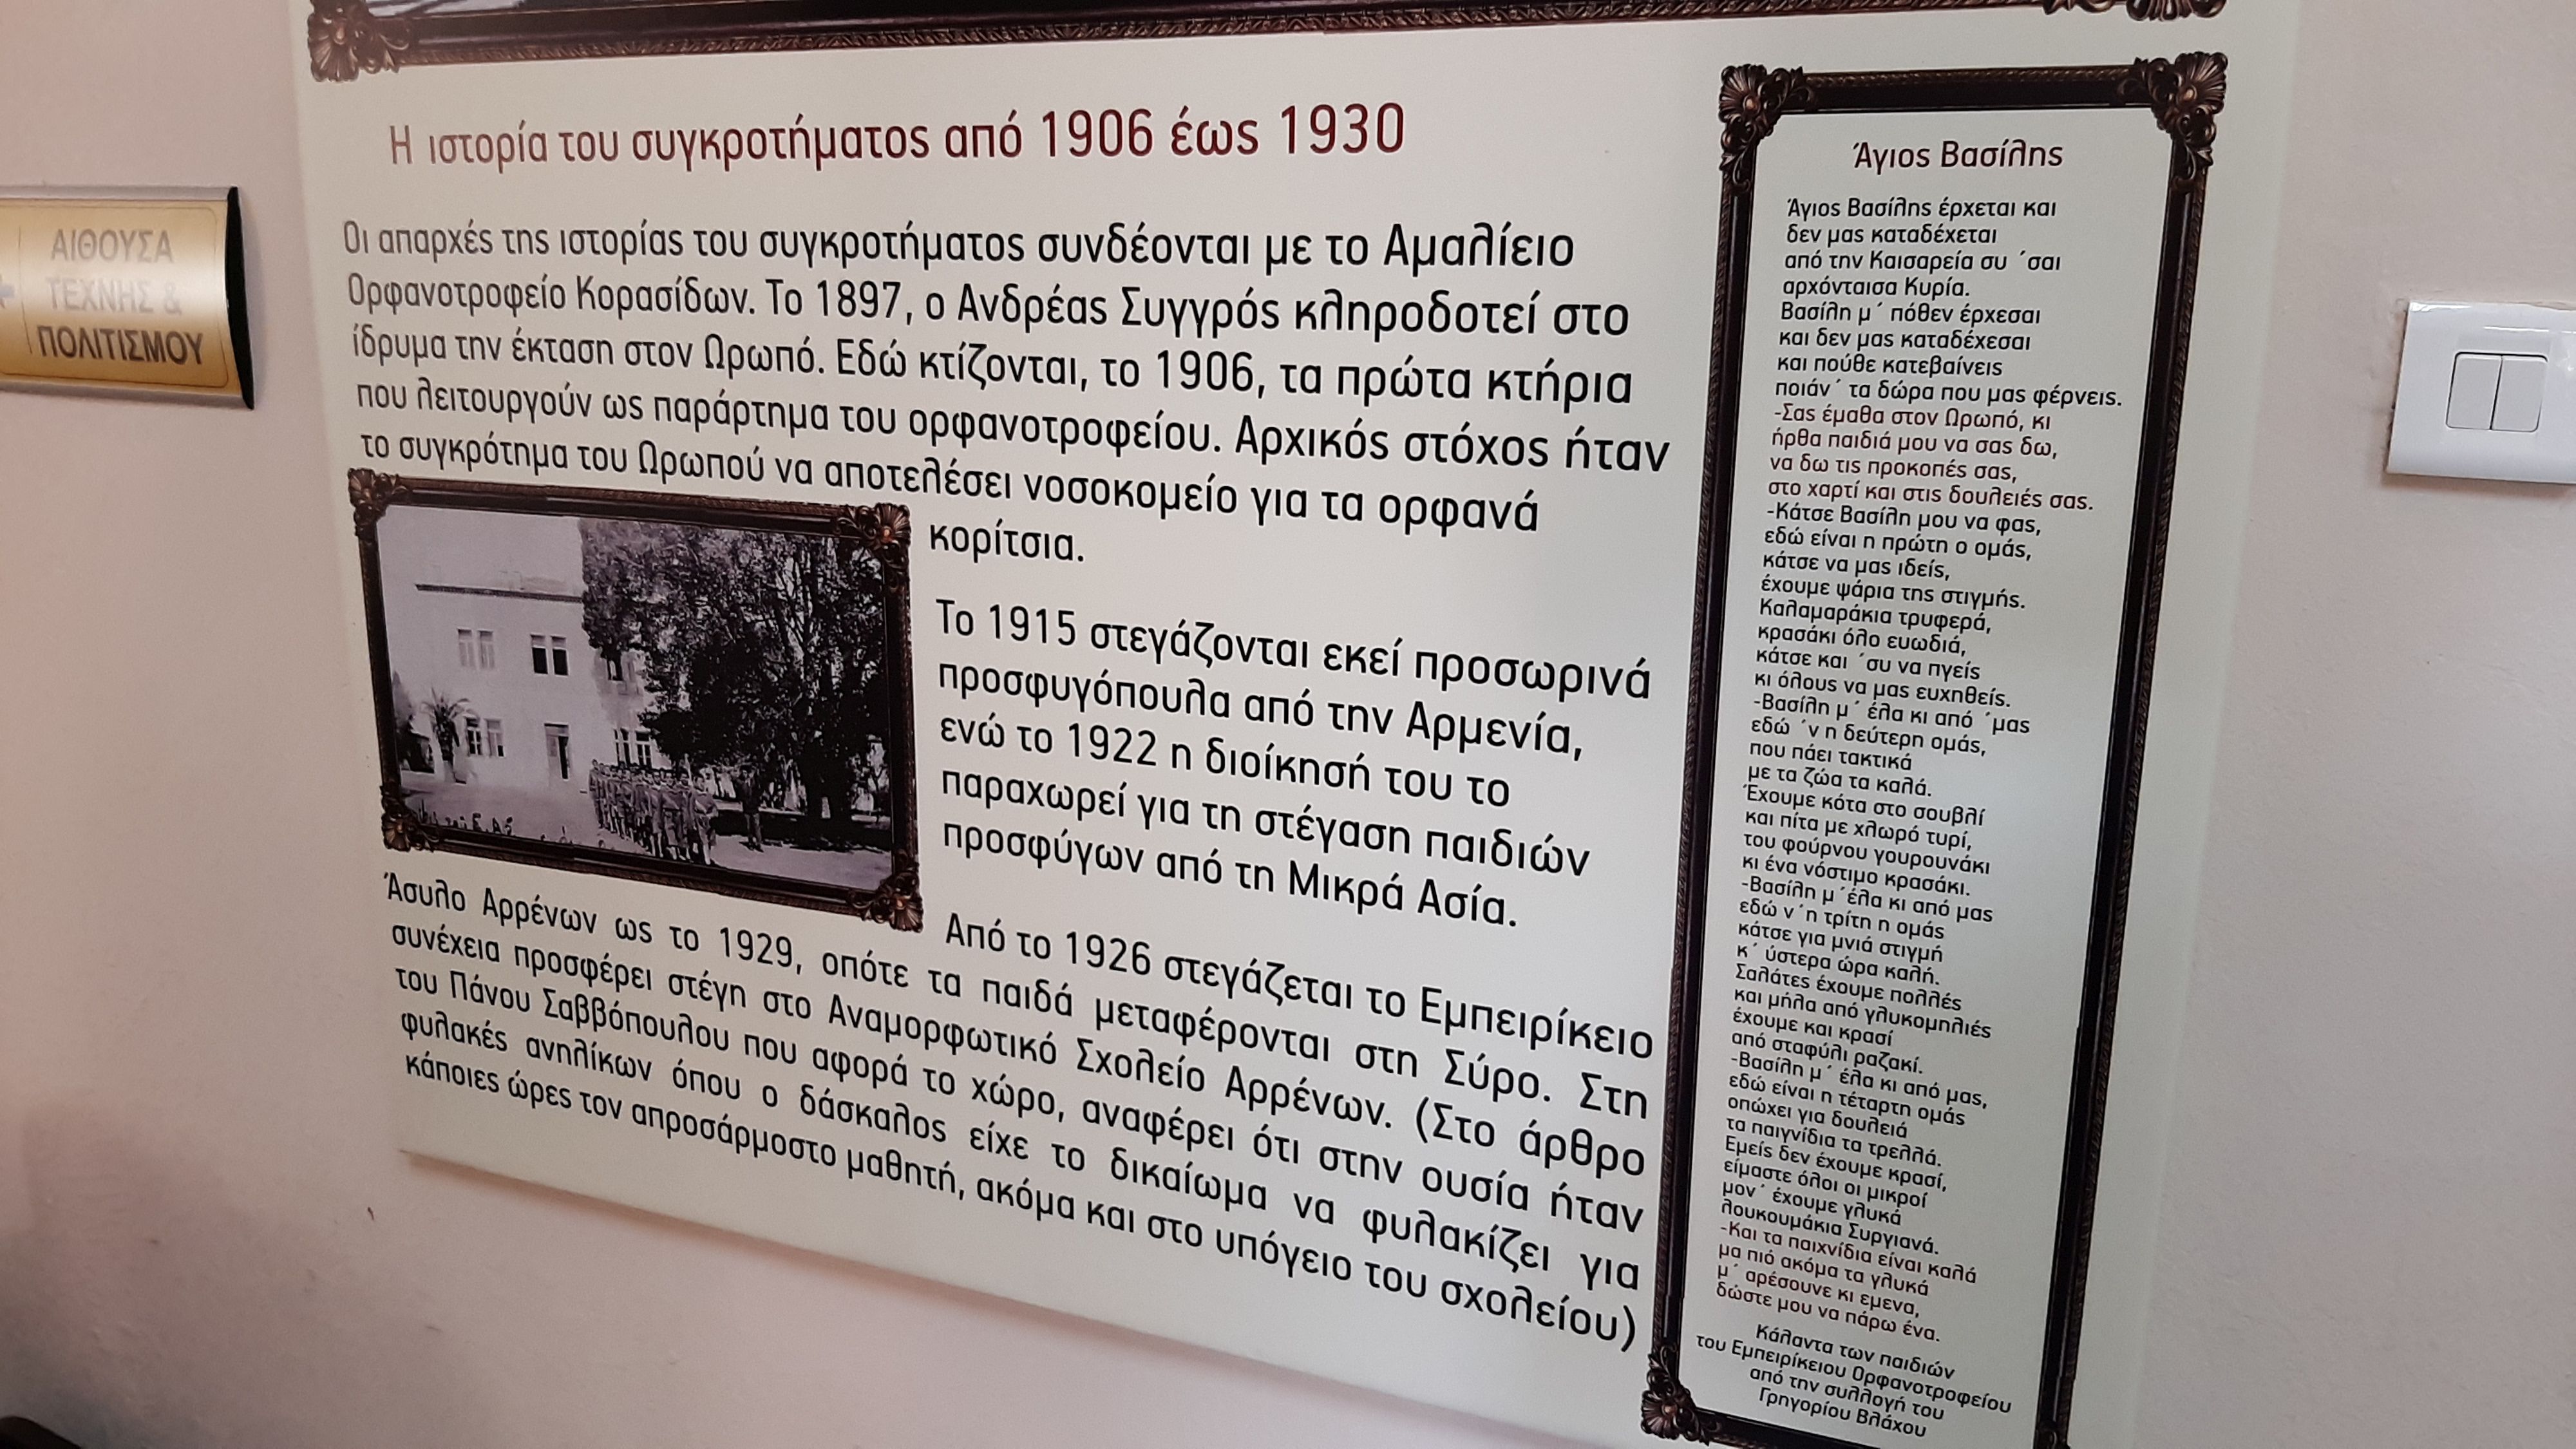 ΑΙΘΟΥΣΑ
ΤΕΧΝΗΣ &
ΠΟΛΙΤΙΣΜΟΥ
Η ιστορία του συγκροτήματος από 1906 έως 1930
Οι απαρχές της ιστορίας του συγκροτήματος συνδέονται με το Αμαλίειο
Ορφανοτροφείο Κορασίδων. Το 1897, ο Ανδρέας Συγγρός κληροδοτεί στο
ίδρυμα την έκταση στον Ωρωπό. Εδώ κτίζονται, το 1906, τα πρώτα κτήρια
που λειτουργούν ως παράρτημα του ορφανοτροφείου. Αρχικός στόχος ήταν
το συγκρότημα του Ωρωπού να αποτελέσει νοσοκομείο για τα ορφανά
κορίτσια.
Το 1915 στεγάζονται εκεί προσωρινά
προσφυγόπουλα από την Αρμενία,
ενώ το 1922 η διοίκησή του το
παραχωρεί για τη στέγαση παιδιών
προσφύγων από τη Μικρά Ασία.
Από το 1926 στεγάζεται το Εμπειρίκειο
Άσυλο Αρρένων ως το 1929, οπότε τα παιδά μεταφέρονται στη Σύρο. Στη
συνέχεια προσφέρει στέγη στο Αναμορφωτικό Σχολείο Αρρένων. (Στο άρθρο
του Πάνου Σαββόπουλου που αφορά το χώρο, αναφέρει ότι στην ουσία ήταν
φυλακές ανηλίκων όπου ο δάσκαλος είχε το δικαίωμα να φυλακίζει για
κάποιες ώρες τον απροσάρμοστο μαθητή, ακόμα και στο υπόγειο του σχολείου)
Άγιος Βασίλης
Άγιος Βασίλης έρχεται και
δεν μας καταδέχεται
από την Καισαρεία συ ΄σαι
αρχόνταισα Κυρία.
Βασίλη μ΄ πόθεν έρχεσαι
και δεν μας καταδέχεσαι
και πούθε κατεβαίνεις
ποιάν΄ τα δώρα που μας φέρνεις.
-Σας έμαθα στον Ωρωπό, κι
ήρθα παιδιά μου να σας δω,
να δω τις προκοπές σας,
στο χαρτί και στις δουλειές σας.
-Κάτσε Βασίλη μου να φας,
εδώ είναι η πρώτη ο ομάς,
κάτσε να μας ιδείς,
έχουμε ψάρια της στιγμής.
Καλαμαράκια τρυφερά,
κρασάκι όλο ευωδιά,
κάτσε και ΄συ να πγείς
κι όλους να μας ευχηθείς.
-Βασίλη μ΄ έλα κι από ΄μας
εδώ ΄ν η δεύτερη ομάς,
που πάει τακτικά
με τα ζώα τα καλά.
Έχουμε κότα στο σουβλί
και πίτα με χλωρό τυρί,
του φούρνου γουρουνάκι
κι ένα νόστιμο κρασάκι.
-Βασίλη μ΄έλα κι από μας
εδώ ν΄η τρίτη η ομάς
κάτσε για μνιά στιγμή
κ΄ ύστερα ώρα καλή.
Σαλάτες έχουμε πολλές
και μήλα από γλυκομηλιές
έχουμε και κρασί
από σταφύλι ραζακί.
-Βασίλη μ΄ έλα κι από μας,
εδώ είναι η τέταρτη ομάς
οπώχει για δουλειά
τα παιγνίδια τα τρελλά.
Εμείς δεν έχουμε κρασί,
είμαστε όλοι οι μικροί
μον΄ έχουμε γλυκά
λουκουμάκια Συργιανά.
-Και τα παιχνίδια είναι καλά
μα πιό ακόμα τα γλυκά
μ΄ αρέσουνε κι εμενα,
δώστε μου να πάρω ένα.
Κάλαντα των παιδιών
του Εμπειρίκειου Ορφανοτροφείου
από την συλλογή του
Γρηγορίου Βλάχου